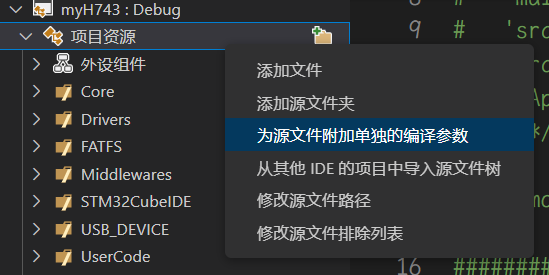 myH743 : Debug
项目资源
外设组件
Core
Drivers
FATFS
Middlewares
STM32CubeIDE
USB_DEVICE
UserCode
添加文件
添加源文件夹
为源文件附加单独的编译参数
从其他 IDE 的项目中导入源文件树
修改源文件路径
修改源文件排除列表
8
9 # 'src
16 ########